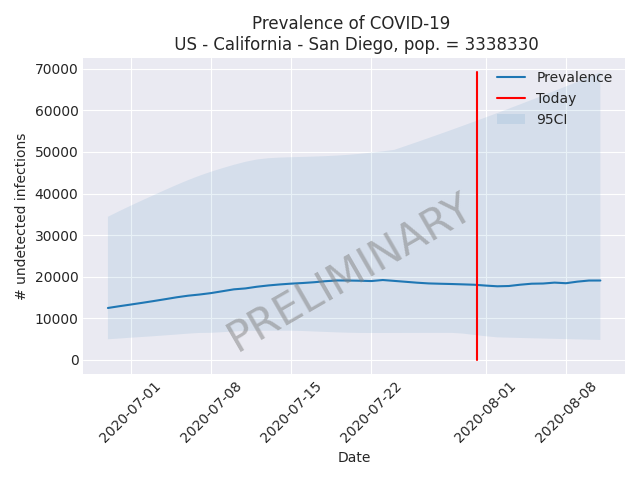 Prevalence of COVID-19
US - California - San Diego, pop. = 3338330
70000
60000
50000
40000
30000
20000
10000
0
# undetected infections
Prevalence
Today
95CI
PRELIMINARY
2020-07-01
2020-07-08
2020-07-15
2020-07-22
2020-08-01
2020-08-08
Date